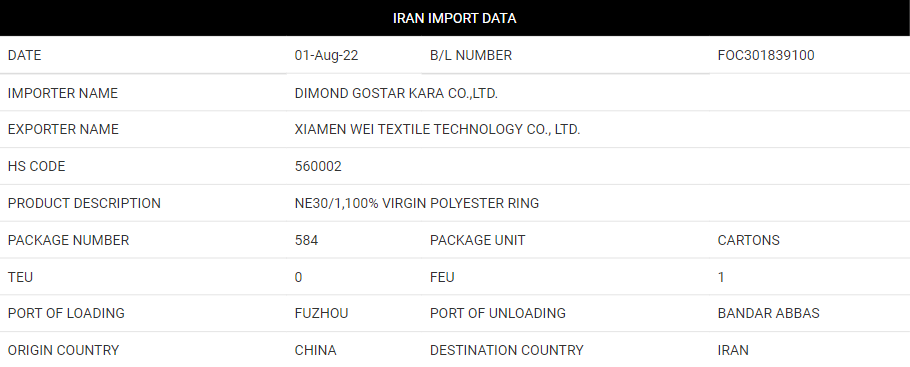 IRAN IMPORT DATA
DATE 01-Aug-22 B/L NUMBER FOC301839100
IMPORTER NAME DIMOND GOSTAR KARA CO.,LTD.
EXPORTER NAME XIAMEN WEI TEXTILE TECHNOLOGY CO., LTD.
HS CODE 560002
PRODUCT DESCRIPTION NE30/1,100% VIRGIN POLYESTER RING
PACKAGE NUMBER 584 PACKAGE UNIT CARTONS
TEU 0 FEU 1
PORT OF LOADING FUZHOU PORT OF UNLOADING BANDAR ABBAS
ORIGIN COUNTRY CHINA DESTINATION COUNTRY IRAN